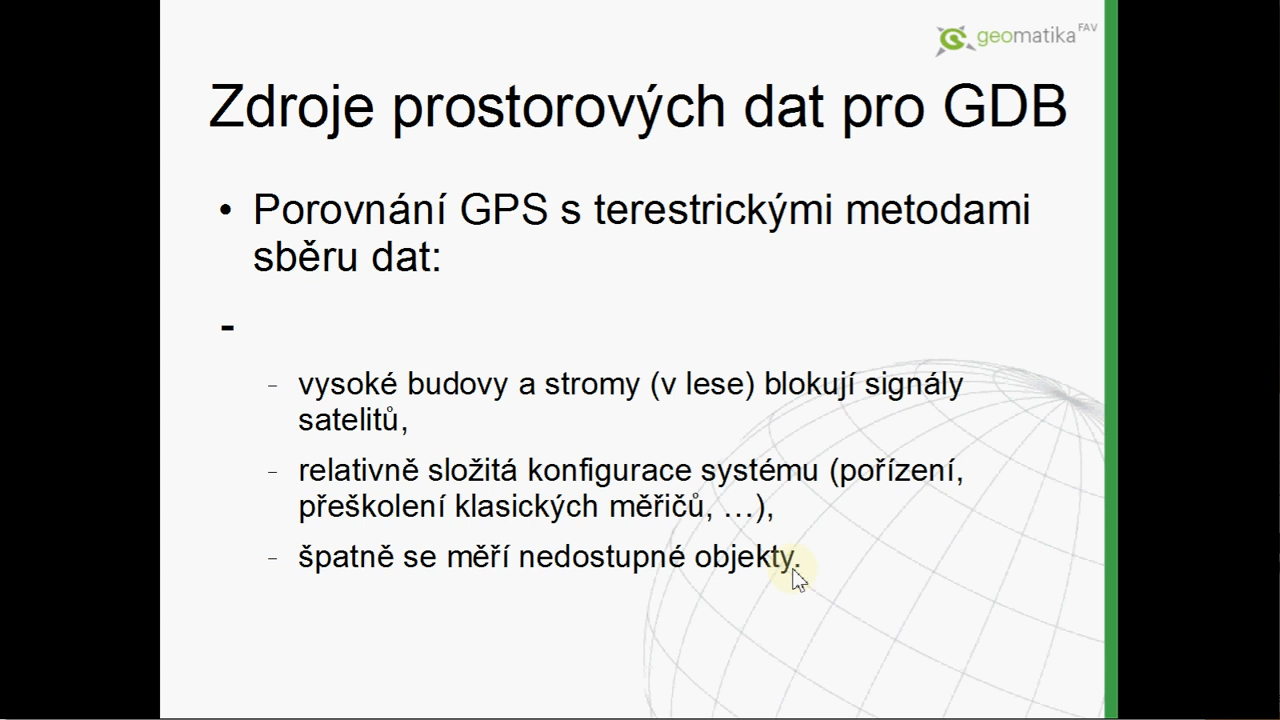 geomatika FAV
Zdroje prostorových dat pro GDB
• Porovnání GPS s terestrickými metodami
sběru dat:
-
– vysoké budovy a stromy (v lese) blokují signály
satelitů,
– relativně složitá konfigurace systému (pořízení,
přeškolení klasických měřičů, …),
– špatně se měří nedostupné objekty.